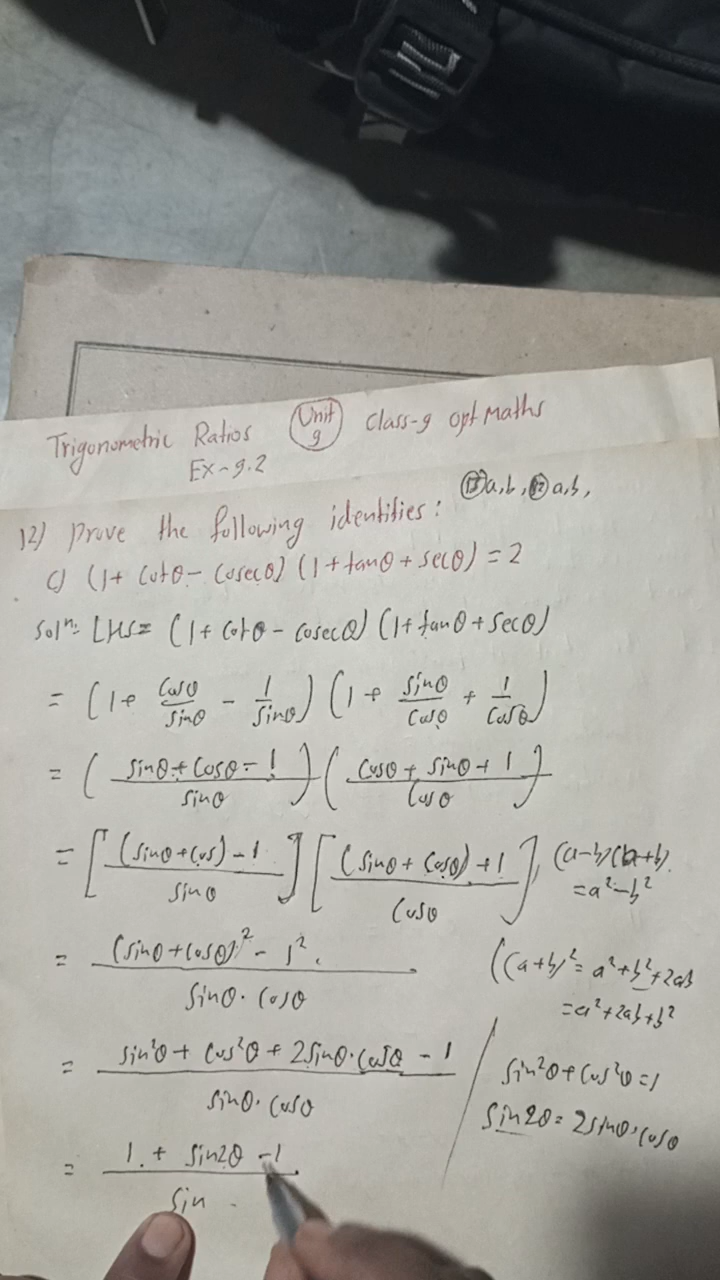 Trigonometric Ratios Unit 9 Class-9 opt Maths
Ex-9.2
a,b, a,b,
12) Prove the following identities:
c) (1+ Cotθ - Cosecθ) (1+tanθ+secθ) = 2
Solⁿ: LHS= (1+Cotθ - Cosecθ) (1+tanθ+Secθ)
= (1+ Cosθ/Sinθ - 1/Sinθ) (1+ Sinθ/Cosθ + 1/Cosθ)
= (Sinθ+Cosθ-1/Sinθ) (Cosθ+Sinθ+1/Cosθ)
= [(Sinθ+Cos)-1/Sinθ] [(Sinθ+Cosθ)+1/Cosθ], (a-b)(a+b).
=a²-b²
= (Sinθ+Cosθ)² - 1²./Sinθ.Cosθ
((a+b)²= a²+b²+2ab
=a²+2ab+b²
= Sin²θ+Cos²θ+2Sinθ.Cosθ - 1/Sinθ.Cosθ
Sin²θ+Cos²θ=1
Sin2θ= 2Sinθ.Cosθ
= 1.+ Sin2θ -1/Sin